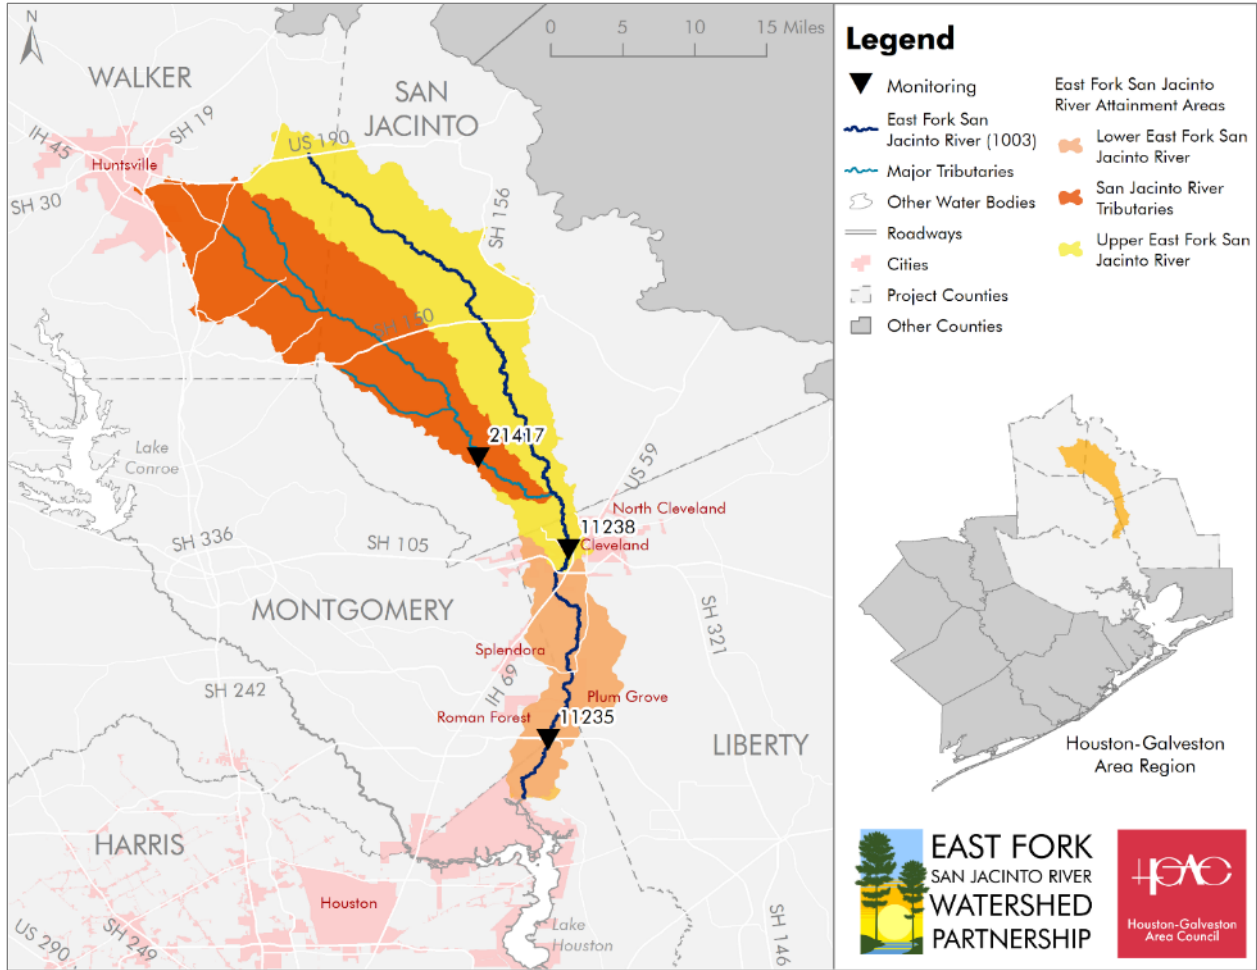 N
0 5 10 15 Miles
WALKER
SAN
JACINTO
SH 19
IH 45
US 190
Huntsville
SH 30
SH 156
SH 150
21417
Lake
Conroe
US 59
North Cleveland
11238
Cleveland
SH 336
SH 105
MONTGOMERY
SH 321
Splendora
IH 69
SH 242
Plum Grove
Roman Forest
11235
LIBERTY
HARRIS
Houston
Lake
Houston
US 290
SH 249
SH 146
Legend
Monitoring
East Fork San
Jacinto River (1003)
Major Tributaries
Other Water Bodies
Roadways
Cities
Project Counties
Other Counties
East Fork San Jacinto
River Attainment Areas
Lower East Fork San
Jacinto River
San Jacinto River
Tributaries
Upper East Fork San
Jacinto River
Houston-Galveston
Area Region
EAST FORK
SAN JACINTO RIVER
WATERSHED
PARTNERSHIP
HGAC
Houston-Galveston
Area Council